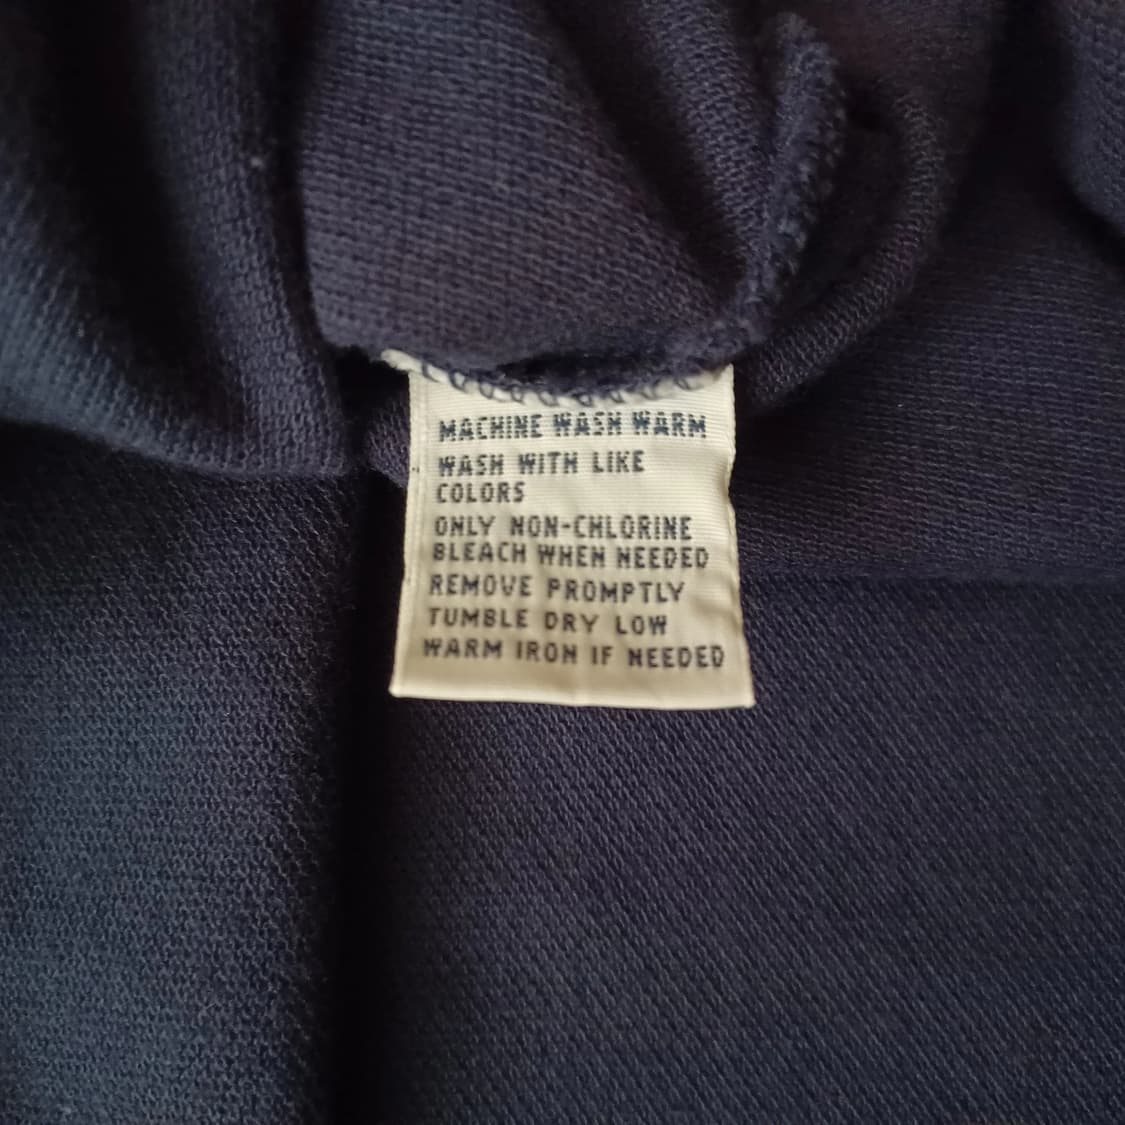 MACHINE WASH WARM
WASH WITH LIKE
COLORS
ONLY NON-CHLORINE
BLEACH WHEN NEEDED
REMOVE PROMPTLY
TUMBLE DRY LOW
WARM IRON IF NEEDED